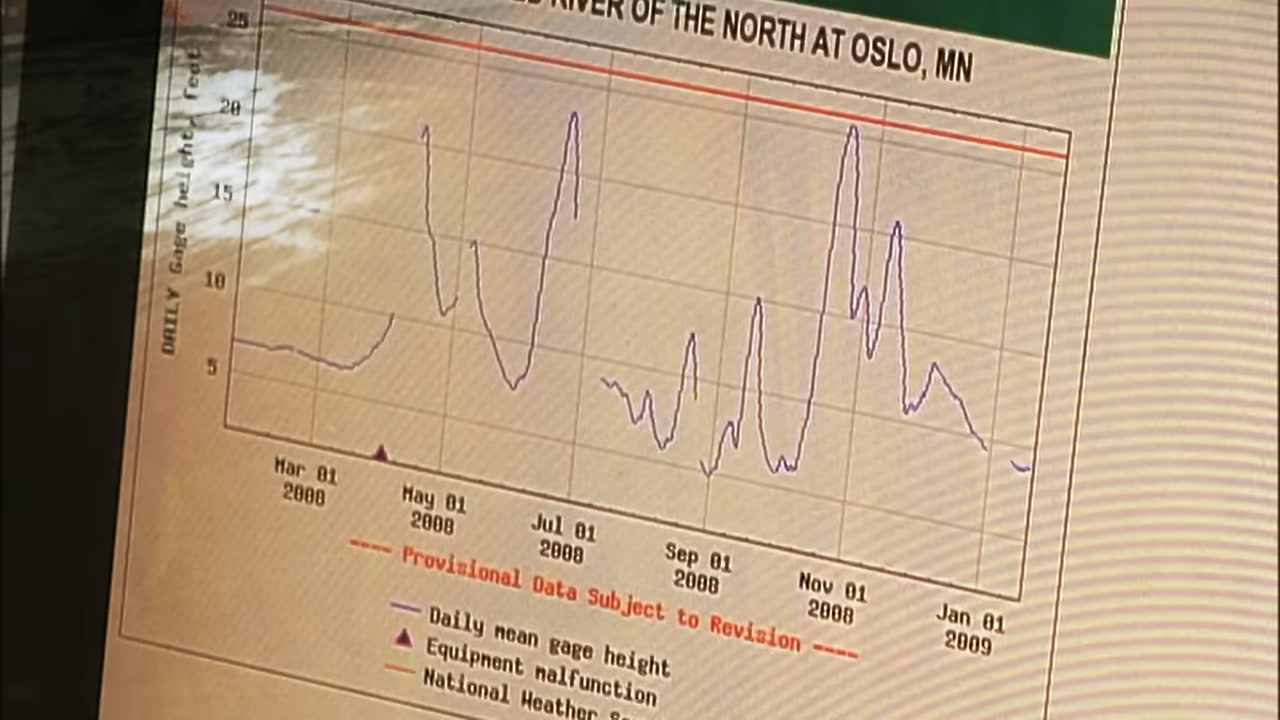 RIVER OF THE NORTH AT OSLO, MN
DAILY Gage height, feet
25
20
15
10
5
Mar 01
2008
May 01
2008
Jul 01
2008
Sep 01
2008
Nov 01
2008
Jan 01
2009
---- Provisional Data Subject to Revision ----
Daily mean gage height
Equipment malfunction
National Weather